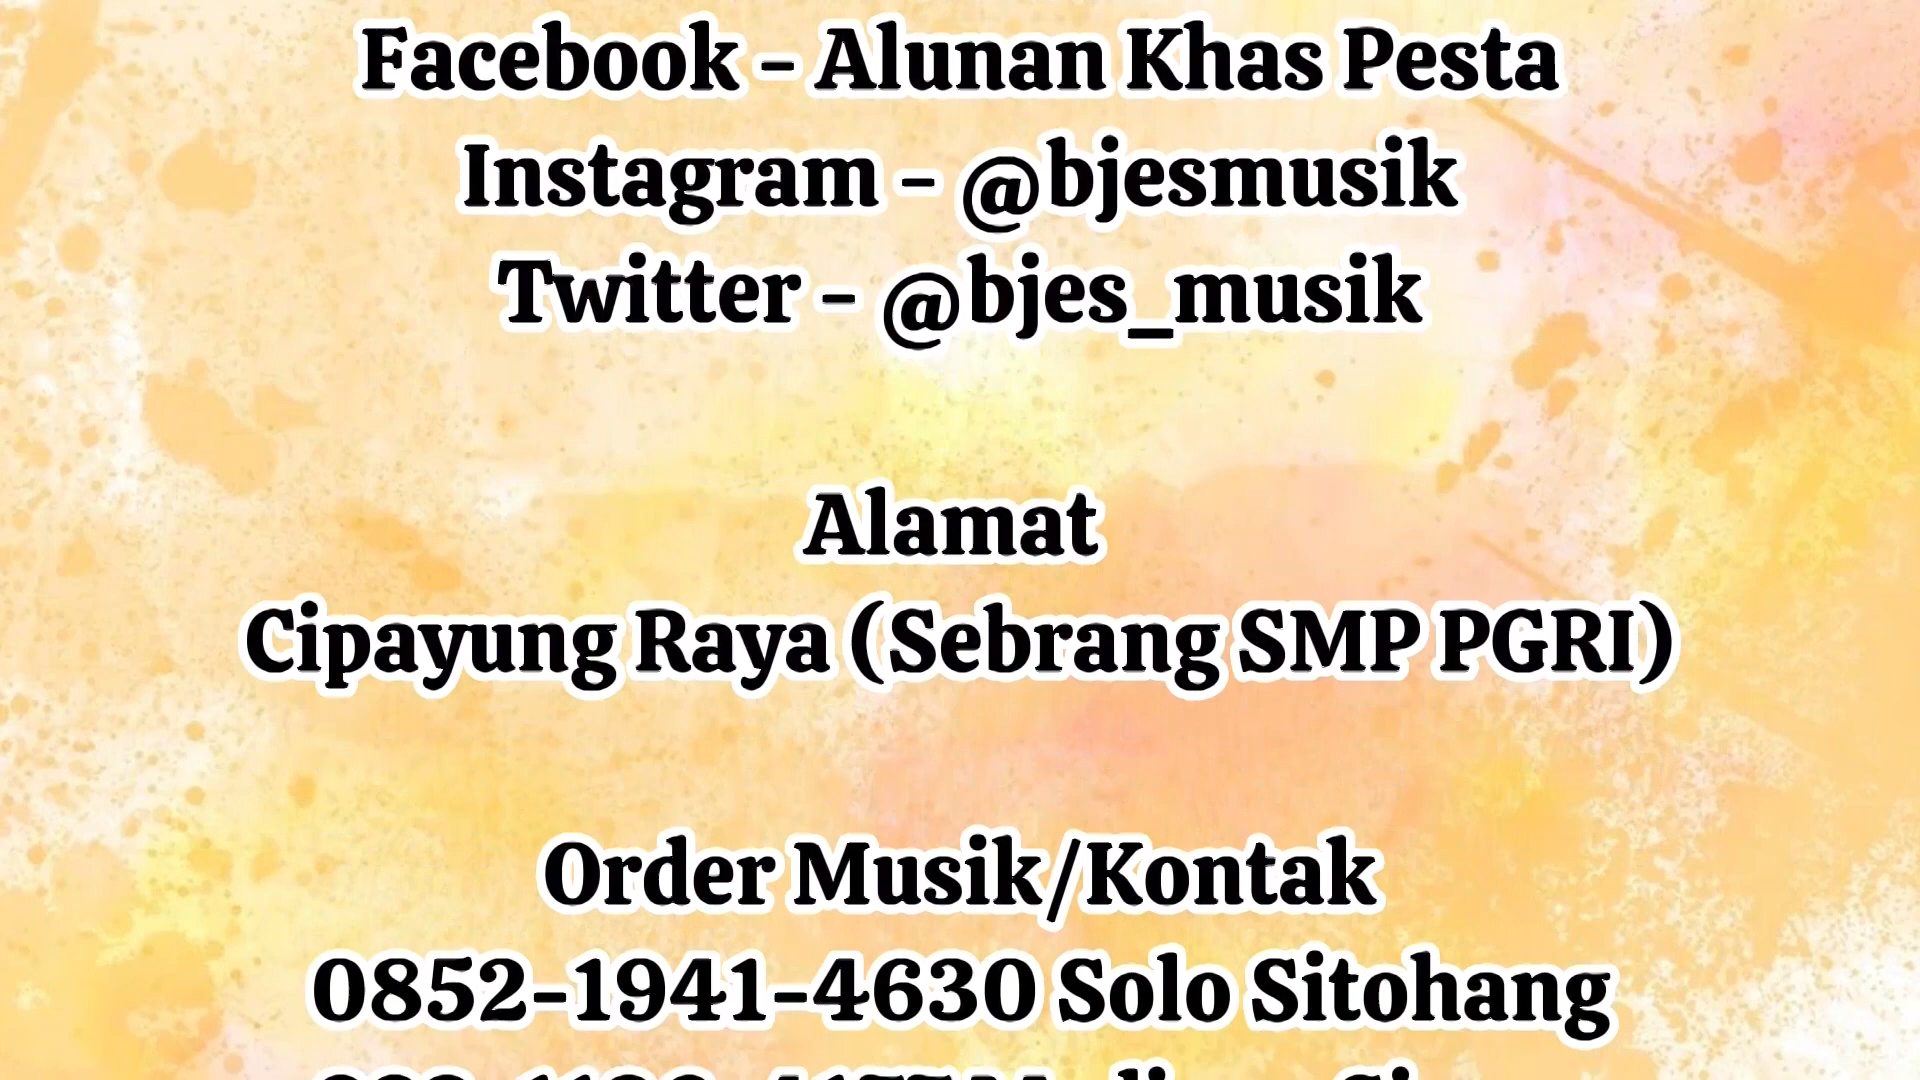 Facebook - Alunan Khas Pesta
Instagram - @bjesmusik
Twitter - @bjes_musik
Alamat
Cipayung Raya (Sebrang SMP PGRI)
Order Musik/Kontak
0852-1941-4630 Solo Sitohang